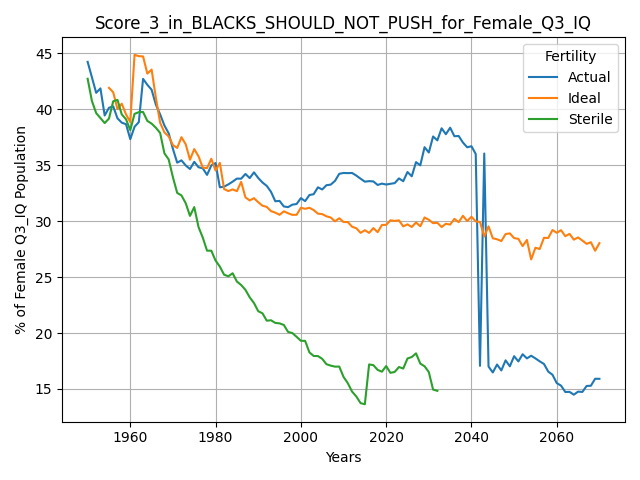 Score_3_in_BLACKS_SHOULD_NOT_PUSH_for_Female_Q3_IQ
Fertility
Actual
Ideal
Sterile
% of Female Q3_IQ Population
45
40
35
30
25
20
15
1960
1980
2000
2020
2040
2060
Years